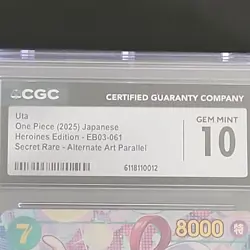 CGC
CERTIFIED GUARANTY COMPANY
Uta
One Piece (2025) Japanese
Heroines Edition - EB03-061
Secret Rare - Alternate Art Parallel
GEM MINT
10
6118110012
7
8000 特